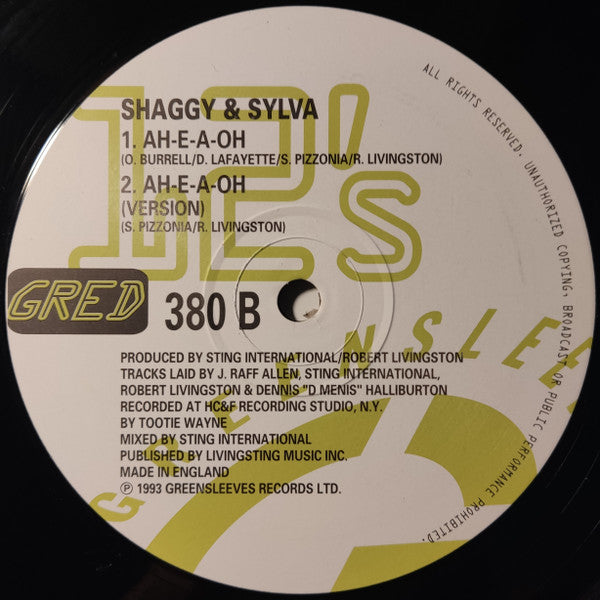 12's
SHAGGY & SYLVA
1. AH-E-A-OH
(O. BURRELL/D. LAFAYETTE/S. PIZZONIA/R. LIVINGSTON)
2. AH-E-A-OH
(VERSION)
(S. PIZZONIA/R. LIVINGSTON)
GRED 380 B
PRODUCED BY STING INTERNATIONAL/ROBERT LIVINGSTON
TRACKS LAID BY J. RAFF ALLEN, STING INTERNATIONAL,
ROBERT LIVINGSTON & DENNIS "D MENIS" HALLIBURTON
RECORDED AT HC&F RECORDING STUDIO, N.Y.
BY TOOTIE WAYNE
MIXED BY STING INTERNATIONAL
PUBLISHED BY LIVINGSTING MUSIC INC.
MADE IN ENGLAND
℗ 1993 GREENSLEEVES RECORDS LTD.
GREENSLEE
ALL RIGHTS RESERVED. UNAUTHORIZED COPYING, BROADCAST OR PUBLIC PERFORMANCE PROHIBITED.